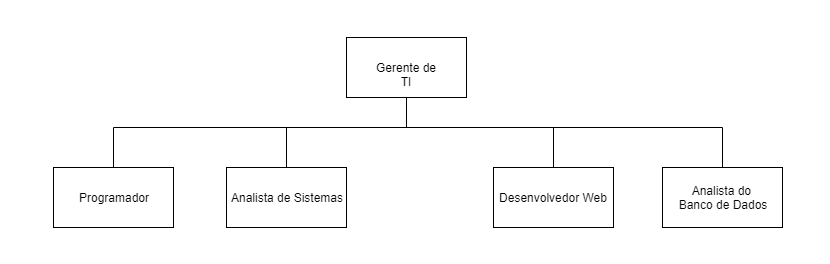 Gerente de
TI
Programador
Analista de Sistemas
Desenvolvedor Web
Analista do
Banco de Dados